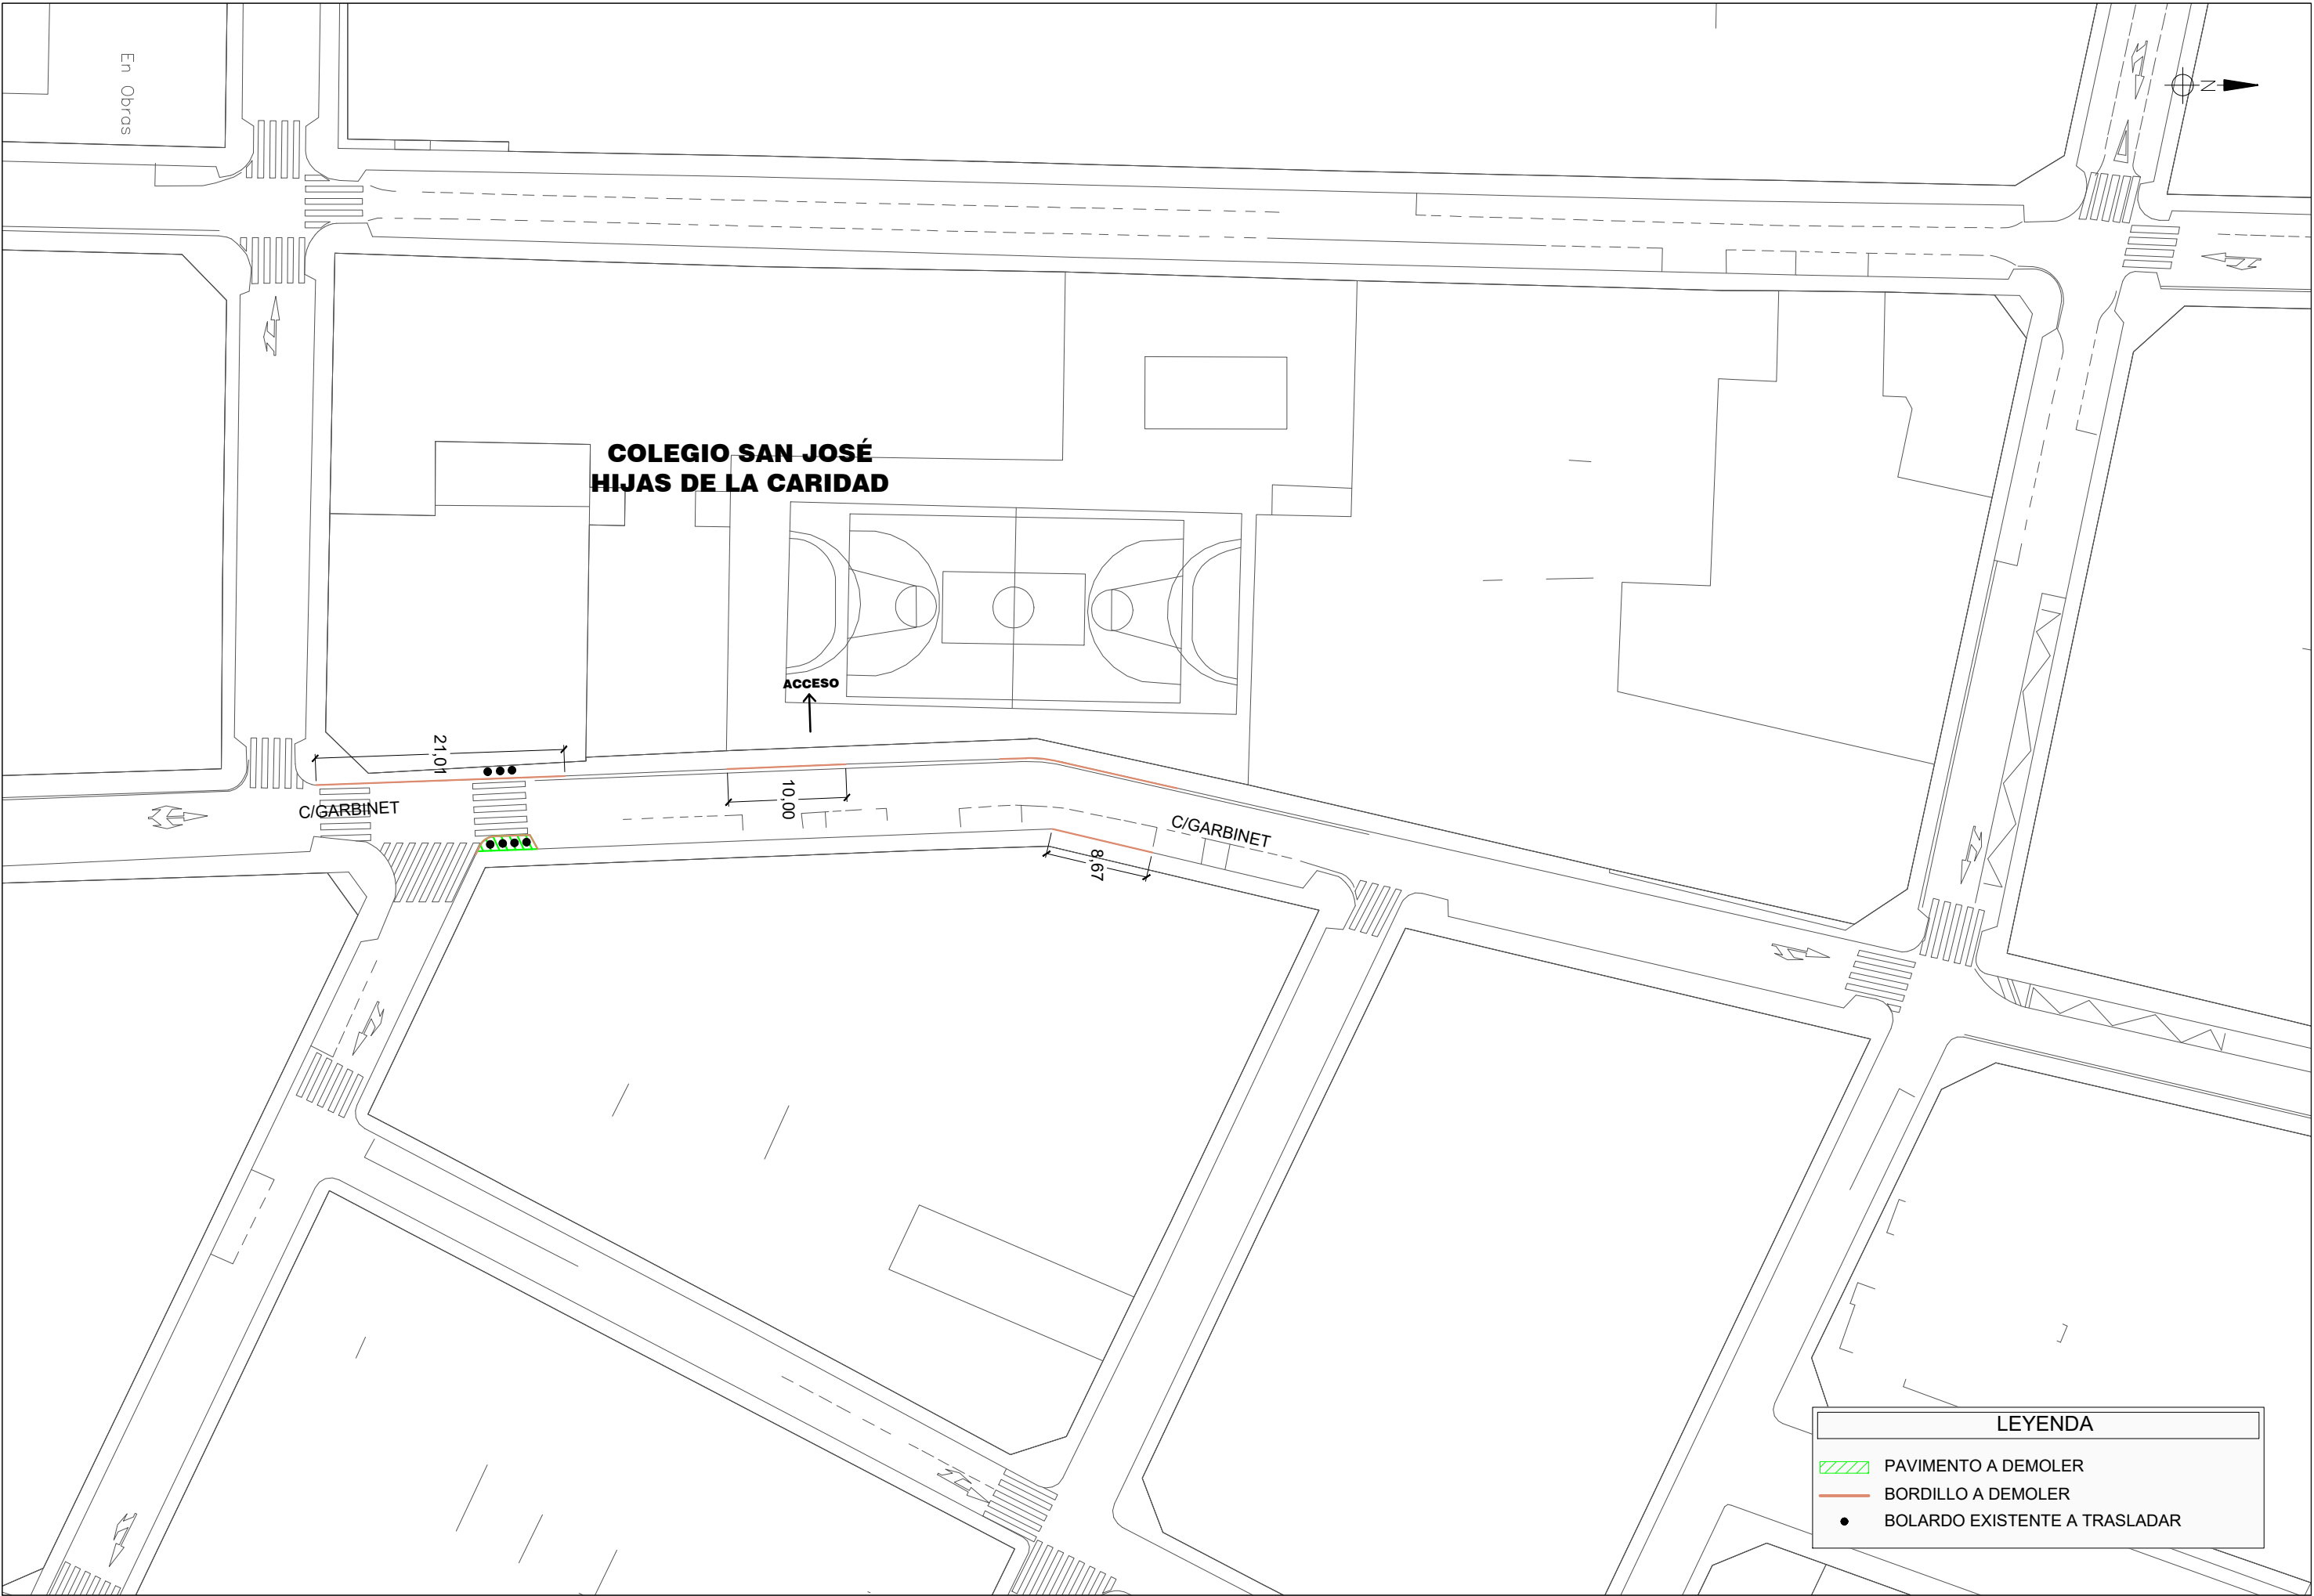 En Obras
N
COLEGIO SAN JOSÉ
HIJAS DE LA CARIDAD
ACCESO
21,01
10,00
C/GARBINET
C/GARBINET
8,67
LEYENDA
PAVIMENTO A DEMOLER
BORDILLO A DEMOLER
BOLARDO EXISTENTE A TRASLADAR